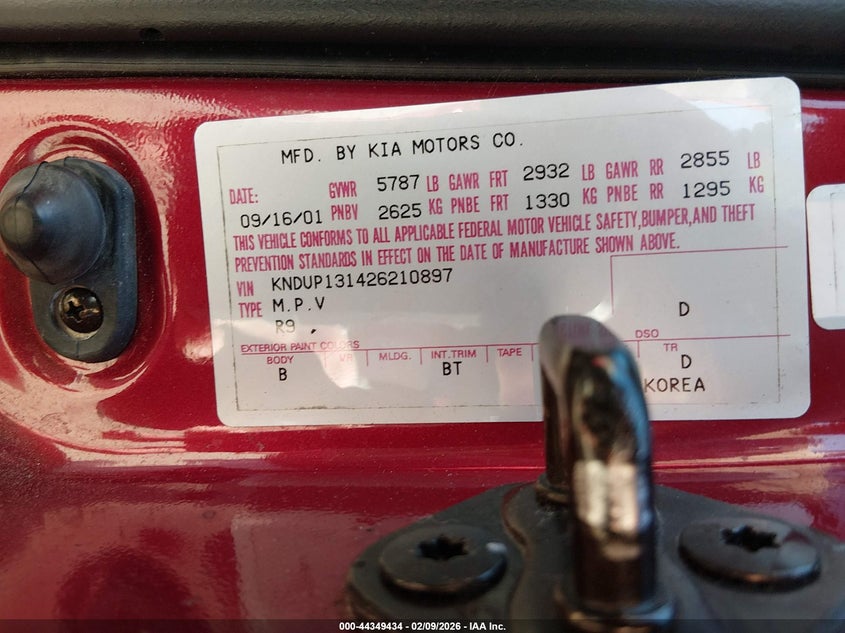 MFD. BY KIA MOTORS CO.
DATE: GVWR 5787 LB GAWR FRT 2932 LB GAWR RR 2855 LB
09/16/01 PNBV 2625 KG PNBE FRT 1330 KG PNBE RR 1295 KG
THIS VEHICLE CONFORMS TO ALL APPLICABLE FEDERAL MOTOR VEHICLE SAFETY,BUMPER,AND THEFT
PREVENTION STANDARDS IN EFFECT ON THE DATE OF MANUFACTURE SHOWN ABOVE.
VIN KNDUP131426210897
TYPE M.P.V
R9 , D
EXTERIOR PAINT COLORS DSO
BODY VR MLDG. INT.TRIM TAPE TR
B BT D
KOREA
000-44349434 - 02/09/2026 - IAA Inc.